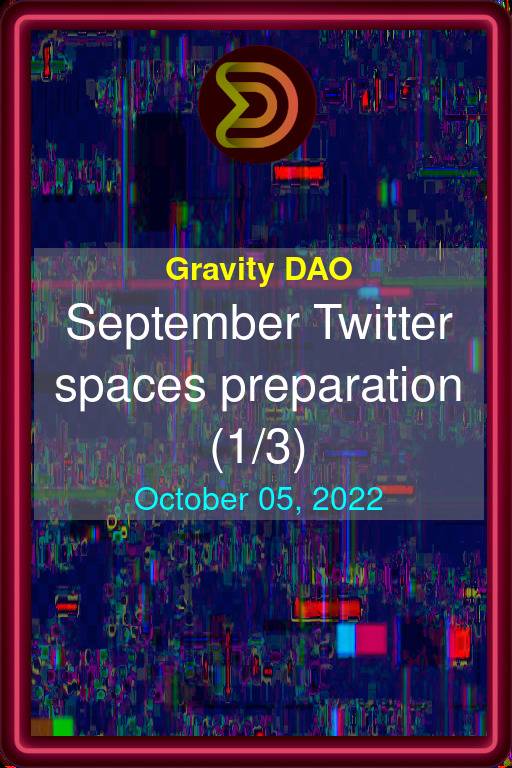 Gravity DAO
September Twitter
spaces preparation
(1/3)
October 05, 2022